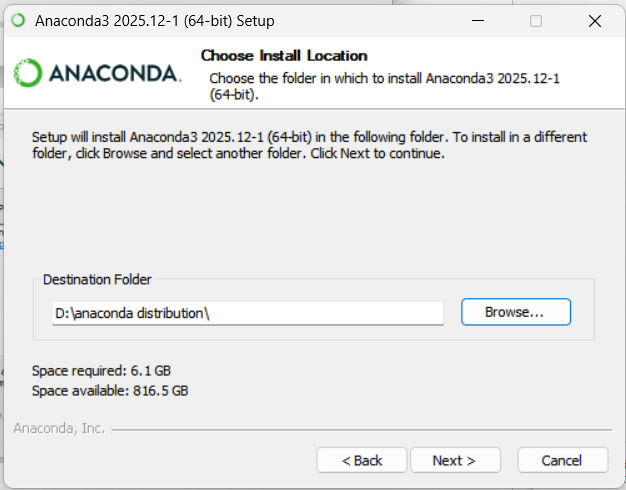 Anaconda3 2025.12-1 (64-bit) Setup
Choose Install Location
ANACONDA.
Choose the folder in which to install Anaconda3 2025.12-1
(64-bit).
Setup will install Anaconda3 2025.12-1 (64-bit) in the following folder. To install in a different
folder, click Browse and select another folder. Click Next to continue.
Destination Folder
D:\anaconda distribution\
Browse...
Space required: 6.1 GB
Space available: 816.5 GB
Anaconda, Inc.
< Back
Next >
Cancel